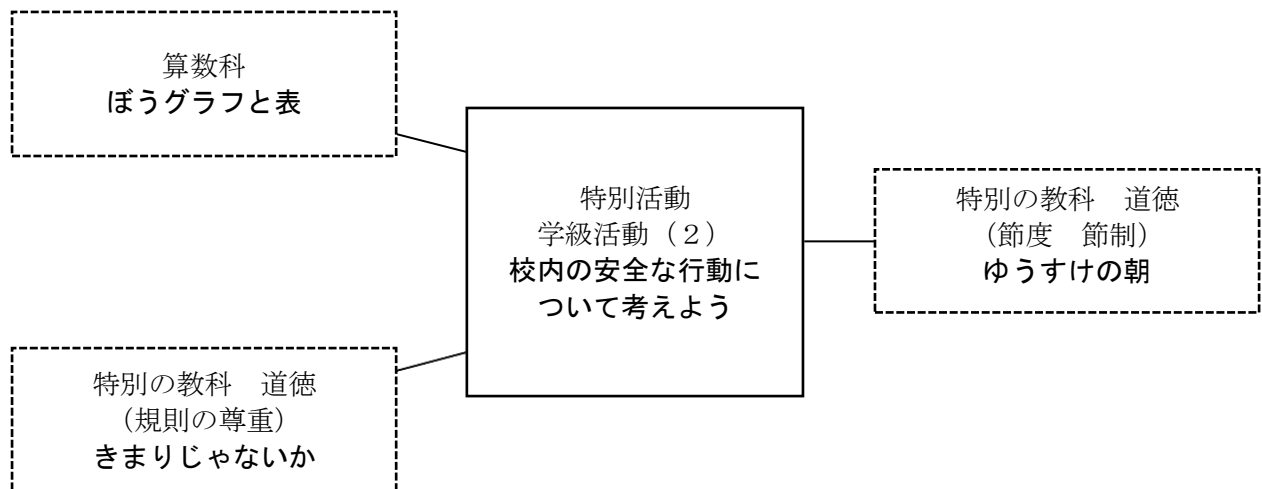 算数科
ぼうグラフと表
特別の教科　道徳
（規則の尊重）
きまりじゃないか
特別活動
学級活動（２）
校内の安全な行動に
ついて考えよう
特別の教科　道徳
（節度　節制）
ゆうすけの朝